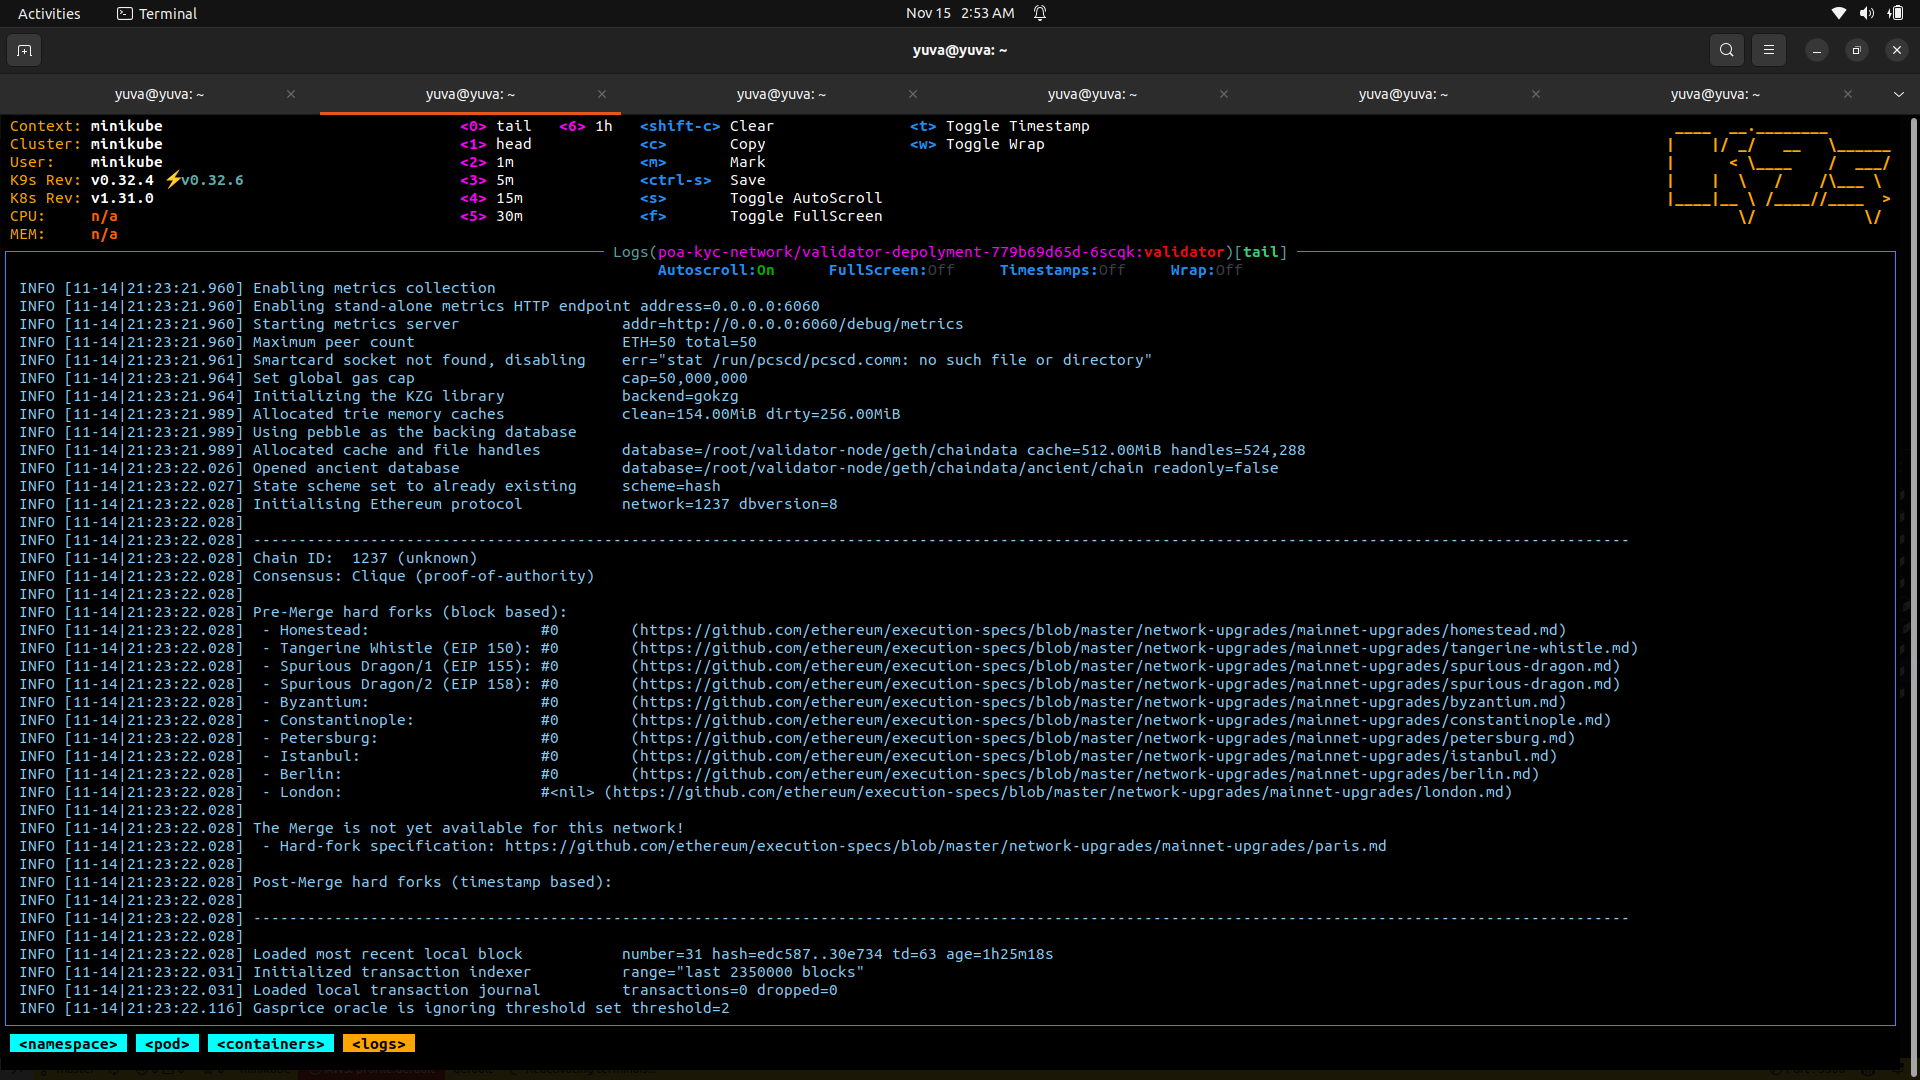 Activities Terminal Nov 15 2:53 AM
yuva@yuva: ~
yuva@yuva: ~ × yuva@yuva: ~ × yuva@yuva: ~ × yuva@yuva: ~ × yuva@yuva: ~ × yuva@yuva: ~ ×
Context: minikube <0> tail <6> 1h <shift-c> Clear <t> Toggle Timestamp
Cluster: minikube <1> head <c> Copy <w> Toggle Wrap
User: minikube <2> 1m <m> Mark
K9s Rev: v0.32.4 ⚡v0.32.6 <3> 5m <ctrl-s> Save
K8s Rev: v1.31.0 <4> 15m <s> Toggle AutoScroll
CPU: n/a <5> 30m <f> Toggle FullScreen
MEM: n/a
Logs(poa-kyc-network/validator-depolyment-779b69d65d-6scqk:validator)[tail]
Autoscroll:On FullScreen:Off Timestamps:Off Wrap:Off
INFO [11-14|21:23:21.960] Enabling metrics collection
INFO [11-14|21:23:21.960] Enabling stand-alone metrics HTTP endpoint address=0.0.0.0:6060
INFO [11-14|21:23:21.960] Starting metrics server addr=http://0.0.0.0:6060/debug/metrics
INFO [11-14|21:23:21.960] Maximum peer count ETH=50 total=50
INFO [11-14|21:23:21.961] Smartcard socket not found, disabling err="stat /run/pcscd/pcscd.comm: no such file or directory"
INFO [11-14|21:23:21.964] Set global gas cap cap=50,000,000
INFO [11-14|21:23:21.964] Initializing the KZG library backend=gokzg
INFO [11-14|21:23:21.989] Allocated trie memory caches clean=154.00MiB dirty=256.00MiB
INFO [11-14|21:23:21.989] Using pebble as the backing database
INFO [11-14|21:23:21.989] Allocated cache and file handles database=/root/validator-node/geth/chaindata cache=512.00MiB handles=524,288
INFO [11-14|21:23:22.026] Opened ancient database database=/root/validator-node/geth/chaindata/ancient/chain readonly=false
INFO [11-14|21:23:22.027] State scheme set to already existing scheme=hash
INFO [11-14|21:23:22.028] Initialising Ethereum protocol network=1237 dbversion=8
INFO [11-14|21:23:22.028]
INFO [11-14|21:23:22.028] ---------------------------------------------------------------------------------------------------------------------------------------------------------
INFO [11-14|21:23:22.028] Chain ID: 1237 (unknown)
INFO [11-14|21:23:22.028] Consensus: Clique (proof-of-authority)
INFO [11-14|21:23:22.028]
INFO [11-14|21:23:22.028] Pre-Merge hard forks (block based):
INFO [11-14|21:23:22.028] - Homestead: #0 (https://github.com/ethereum/execution-specs/blob/master/network-upgrades/mainnet-upgrades/homestead.md)
INFO [11-14|21:23:22.028] - Tangerine Whistle (EIP 150): #0 (https://github.com/ethereum/execution-specs/blob/master/network-upgrades/mainnet-upgrades/tangerine-whistle.md)
INFO [11-14|21:23:22.028] - Spurious Dragon/1 (EIP 155): #0 (https://github.com/ethereum/execution-specs/blob/master/network-upgrades/mainnet-upgrades/spurious-dragon.md)
INFO [11-14|21:23:22.028] - Spurious Dragon/2 (EIP 158): #0 (https://github.com/ethereum/execution-specs/blob/master/network-upgrades/mainnet-upgrades/spurious-dragon.md)
INFO [11-14|21:23:22.028] - Byzantium: #0 (https://github.com/ethereum/execution-specs/blob/master/network-upgrades/mainnet-upgrades/byzantium.md)
INFO [11-14|21:23:22.028] - Constantinople: #0 (https://github.com/ethereum/execution-specs/blob/master/network-upgrades/mainnet-upgrades/constantinople.md)
INFO [11-14|21:23:22.028] - Petersburg: #0 (https://github.com/ethereum/execution-specs/blob/master/network-upgrades/mainnet-upgrades/petersburg.md)
INFO [11-14|21:23:22.028] - Istanbul: #0 (https://github.com/ethereum/execution-specs/blob/master/network-upgrades/mainnet-upgrades/istanbul.md)
INFO [11-14|21:23:22.028] - Berlin: #0 (https://github.com/ethereum/execution-specs/blob/master/network-upgrades/mainnet-upgrades/berlin.md)
INFO [11-14|21:23:22.028] - London: #<nil> (https://github.com/ethereum/execution-specs/blob/master/network-upgrades/mainnet-upgrades/london.md)
INFO [11-14|21:23:22.028]
INFO [11-14|21:23:22.028] The Merge is not yet available for this network!
INFO [11-14|21:23:22.028] - Hard-fork specification: https://github.com/ethereum/execution-specs/blob/master/network-upgrades/mainnet-upgrades/paris.md
INFO [11-14|21:23:22.028]
INFO [11-14|21:23:22.028] Post-Merge hard forks (timestamp based):
INFO [11-14|21:23:22.028]
INFO [11-14|21:23:22.028] ---------------------------------------------------------------------------------------------------------------------------------------------------------
INFO [11-14|21:23:22.028]
INFO [11-14|21:23:22.028] Loaded most recent local block number=31 hash=edc587..30e734 td=63 age=1h25m18s
INFO [11-14|21:23:22.031] Initialized transaction indexer range="last 2350000 blocks"
INFO [11-14|21:23:22.031] Loaded local transaction journal transactions=0 dropped=0
INFO [11-14|21:23:22.116] Gasprice oracle is ignoring threshold set threshold=2
<namespace> <pod> <containers> <logs>